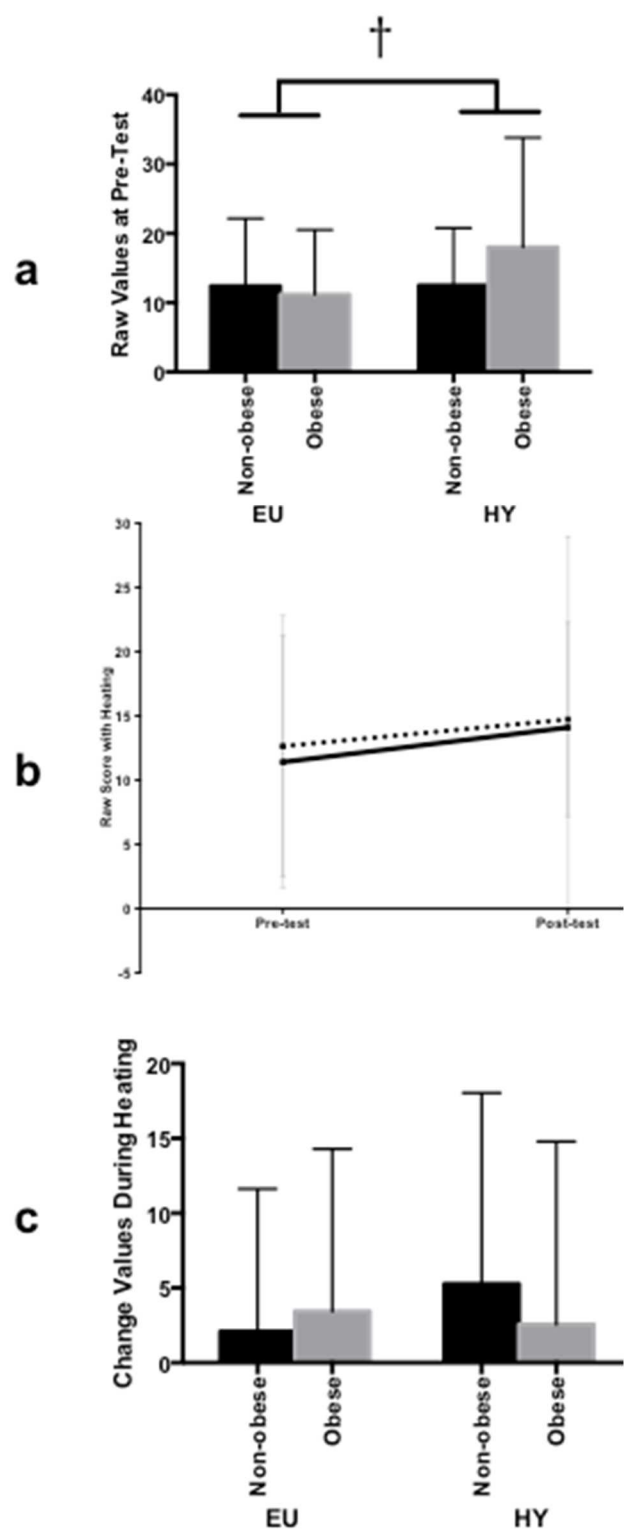 †
a
Raw Values at Pre-Test
40
30
20
10
0
Non-obese
Obese
Non-obese
Obese
EU
HY
b
Raw Score with Heating
30
25
20
15
10
5
0
-5
Pre-test
Post-test
c
Change Values During Heating
20
15
10
5
0
Non-obese
Obese
Non-obese
Obese
EU
HY